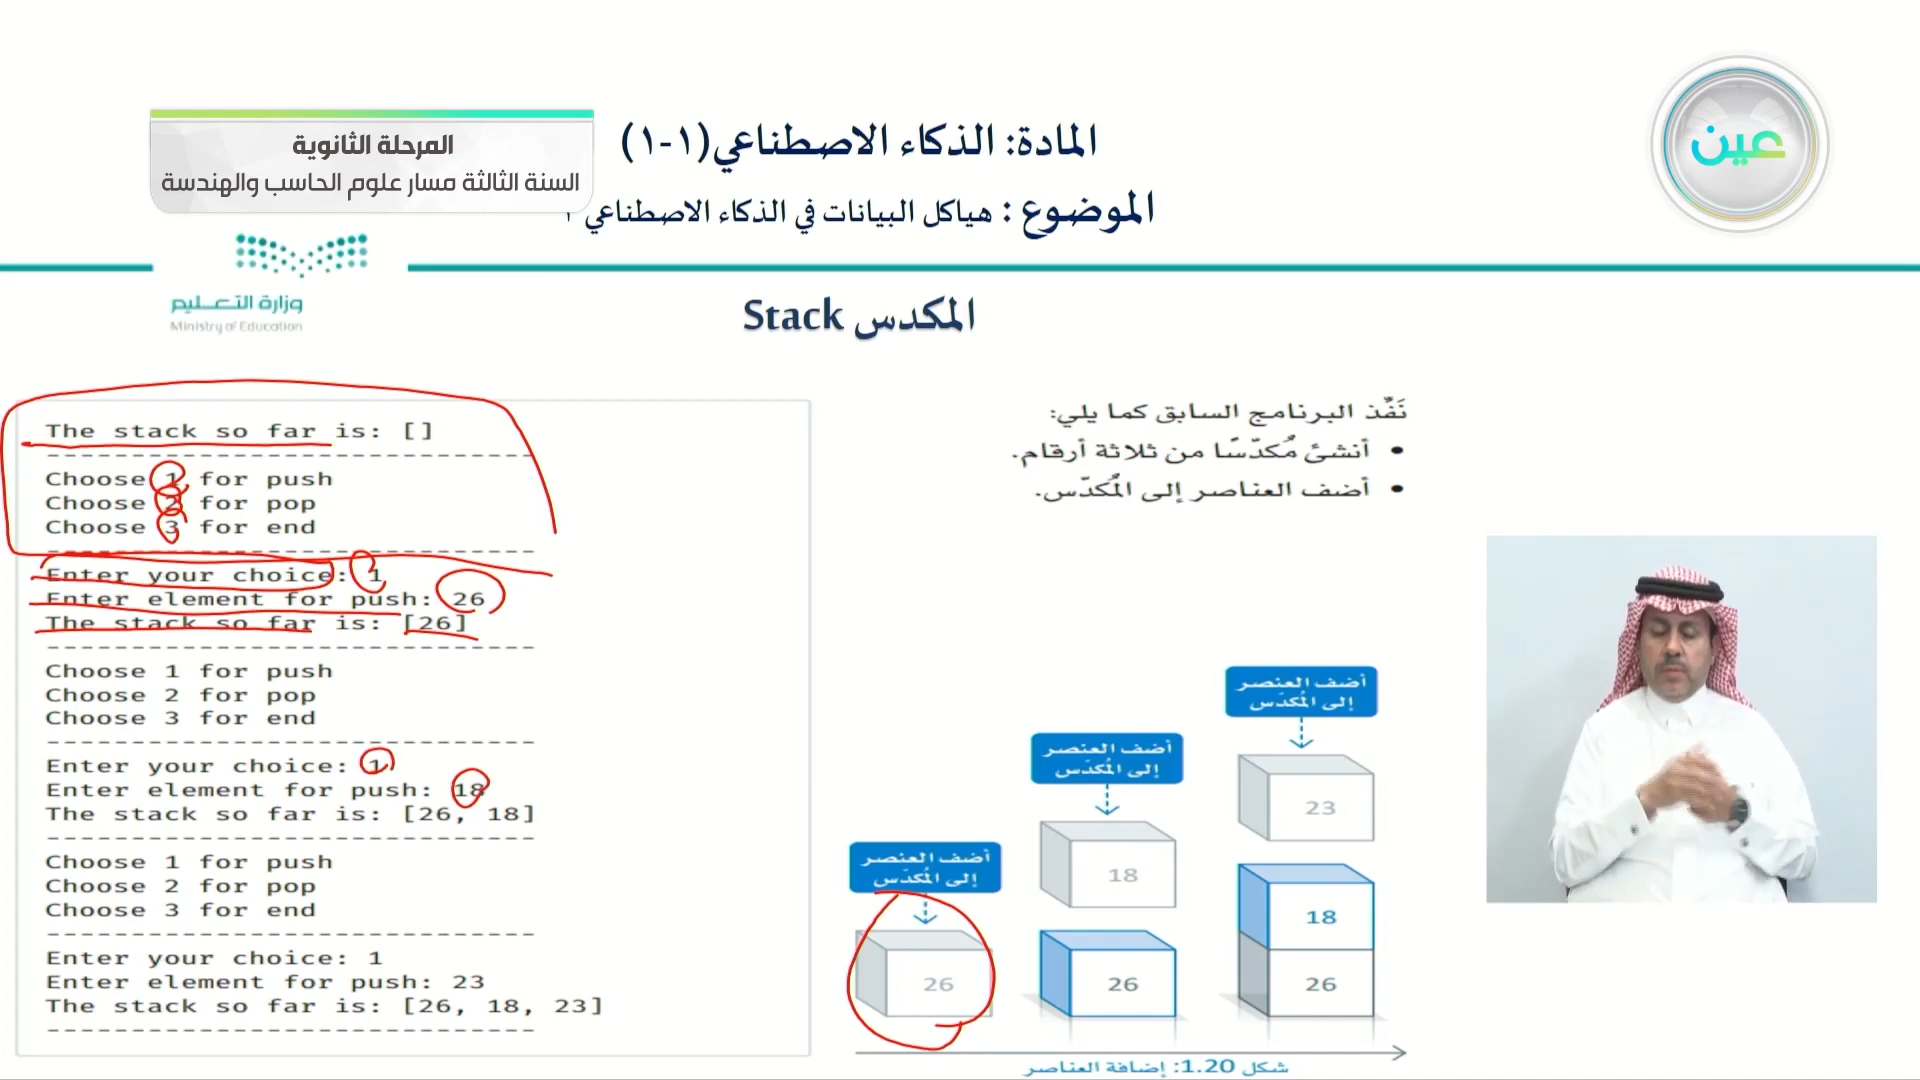 المادة: الذكاء الاصطناعي(١-١)
الموضوع : هياكل البيانات في الذكاء الاصطناعي
المرحلة الثانوية
السنة الثالثة مسار علوم الحاسب والهندسة
عين
وزارة التعليم
Ministry of Education
المكدس Stack
نَفِّذ البرنامج السابق كما يلي:
• أنشئ مُكدّسًا من ثلاثة أرقام.
• أضف العناصر إلى المُكدّس.
The stack so far is: []
------------------------------
Choose 1 for push
Choose 2 for pop
Choose 3 for end
------------------------------
Enter your choice: 1
Enter element for push: 26
The stack so far is: [26]
------------------------------
Choose 1 for push
Choose 2 for pop
Choose 3 for end
------------------------------
Enter your choice: 1
Enter element for push: 18
The stack so far is: [26, 18]
------------------------------
Choose 1 for push
Choose 2 for pop
Choose 3 for end
------------------------------
Enter your choice: 1
Enter element for push: 23
The stack so far is: [26, 18, 23]
------------------------------
أضف العنصر
إلى المُكدّس
23
18
26
أضف العنصر
إلى المُكدّس
18
26
أضف العنصر
إلى المُكدّس
26
شكل 1.20: إضافة العناصر